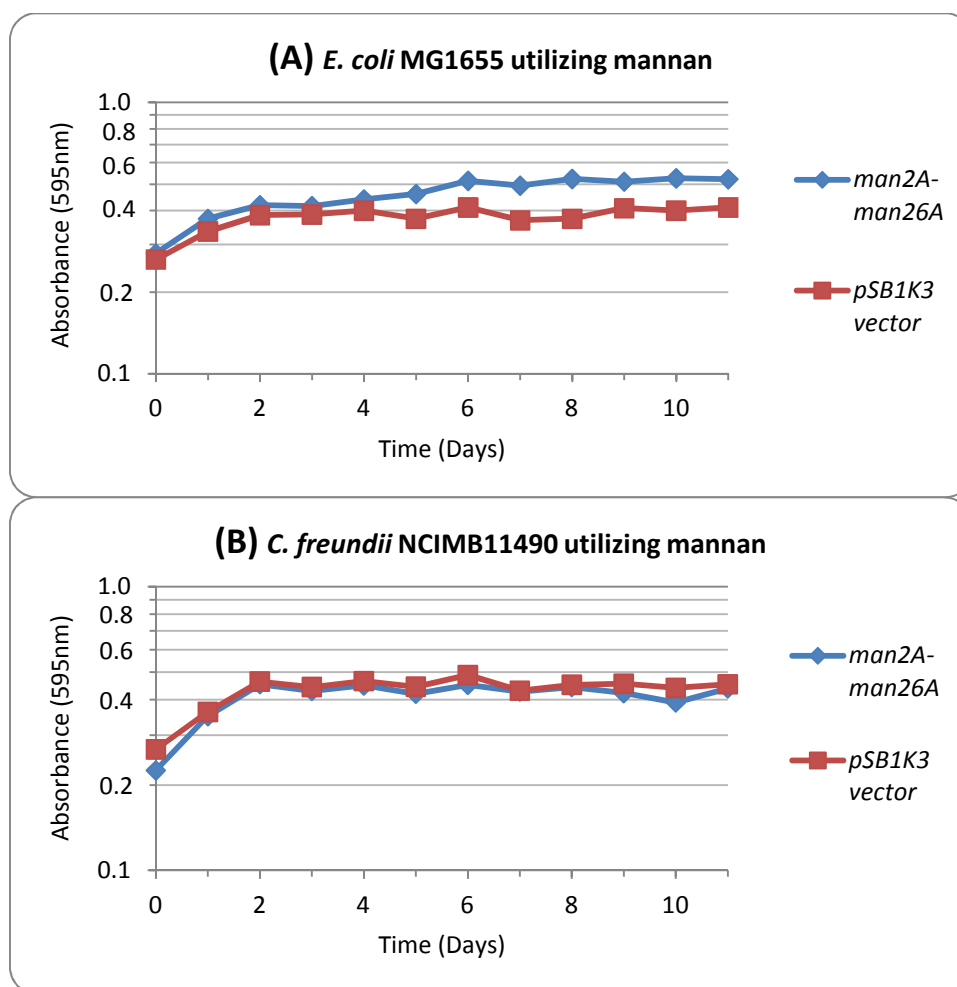 (A) E. coli MG1655 utilizing mannan
Absorbance (595nm)
1.0
0.8
0.6
0.4
0.2
0.1
0 2 4 6 8 10
Time (Days)
man2A-
man26A
pSB1K3
vector
(B) C. freundii NCIMB11490 utilizing mannan
Absorbance (595nm)
1.0
0.8
0.6
0.4
0.2
0.1
0 2 4 6 8 10
Time (Days)
man2A-
man26A
pSB1K3
vector